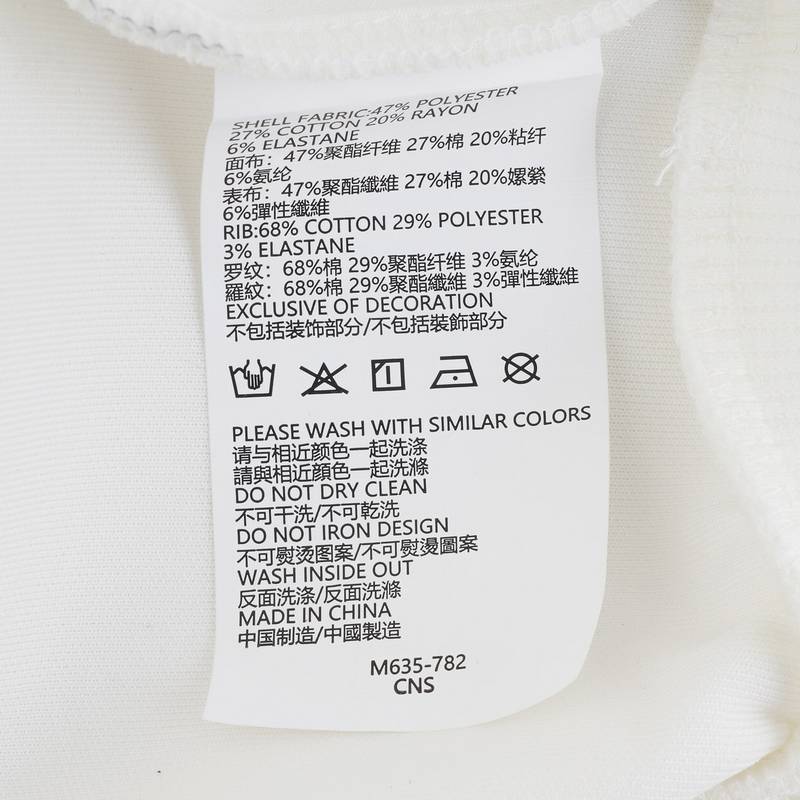 SHELL FABRIC:47% POLYESTER
27% COTTON 20% RAYON
6% ELASTANE
面布：47%聚酯纤维 27%棉 20%粘纤
6%氨纶
表布：47%聚酯纖維 27%棉 20%嫘縈
6%彈性纖維
RIB:68% COTTON 29% POLYESTER
3% ELASTANE
罗纹：68%棉 29%聚酯纤维 3%氨纶
羅紋：68%棉 29%聚酯纖維 3%彈性纖維
EXCLUSIVE OF DECORATION
不包括装饰部分/不包括裝飾部分
PLEASE WASH WITH SIMILAR COLORS
请与相近颜色一起洗涤
請與相近顏色一起洗滌
DO NOT DRY CLEAN
不可干洗/不可乾洗
DO NOT IRON DESIGN
不可熨烫图案/不可熨燙圖案
WASH INSIDE OUT
反面洗涤/反面洗滌
MADE IN CHINA
中国制造/中國製造
M635-782
CNS